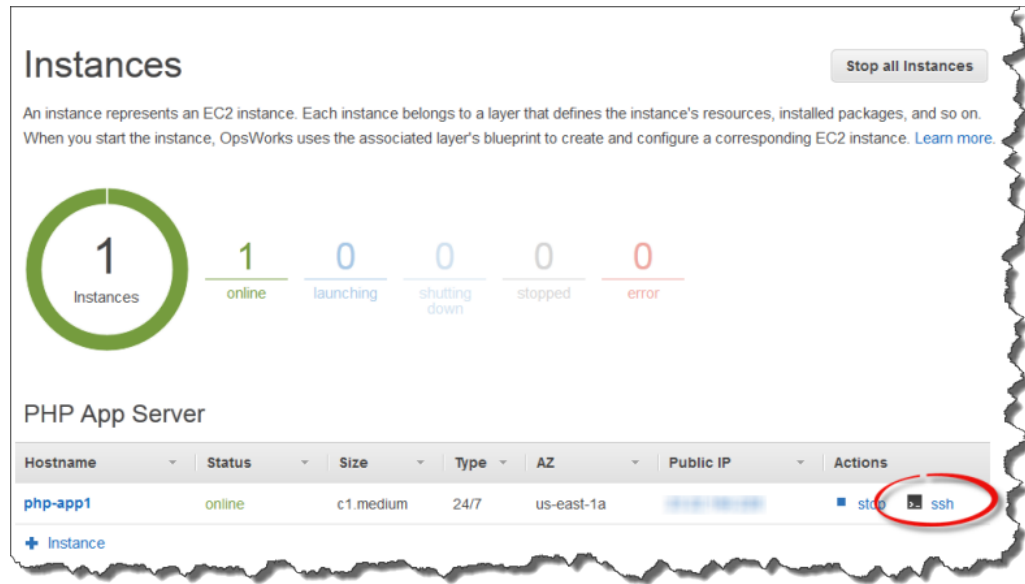 Instances
Stop all Instances
An instance represents an EC2 instance. Each instance belongs to a layer that defines the instance's resources, installed packages, and so on.
When you start the instance, OpsWorks uses the associated layer's blueprint to create and configure a corresponding EC2 instance. Learn more.
1
Instances
1
online
0
launching
0
shutting
down
0
stopped
0
error
PHP App Server
Hostname Status Size Type AZ Public IP Actions
php-app1 online c1.medium 24/7 us-east-1a stop ssh
+ Instance